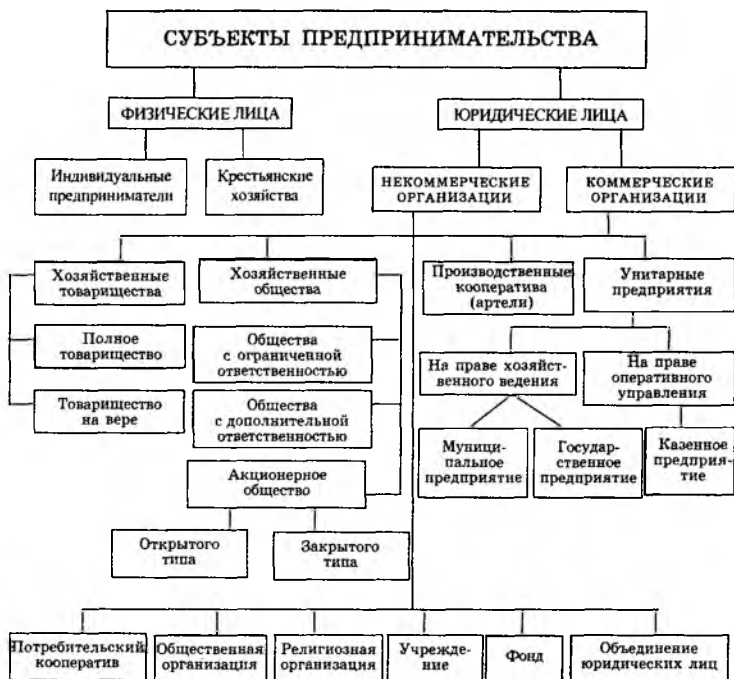 СУБЪЕКТЫ ПРЕДПРИНИМАТЕЛЬСТВА
ФИЗИЧЕСКИЕ ЛИЦА
ЮРИДИЧЕСКИЕ ЛИЦА
Индивидуальные
предприниматели
Крестьянские
хозяйства
НЕКОММЕРЧЕСКИЕ
ОРГАНИЗАЦИИ
КОММЕРЧЕСКИЕ
ОРГАНИЗАЦИИ
Хозяйственные
товарищества
Хозяйственные
общества
Производственные
кооператива
(артели)
Унитарные
предприятия
Полное
товарищество
Общества
с ограниченной
ответственностью
На праве хозяйст-
венного ведения
На праве
оперативного
управления
Товарищество
на вере
Общества
с дополнительной
ответственностью
Муници-
пальное
предприятие
Государ-
ственное
предприятие
Казенное
предприя-
тие
Акционерное
общество
Открытого
типа
Закрытого
типа
Потребительский
кооператив
Общественная
организация
Религиозная
организация
Учрежде-
ние
Фонд
Объединение
юридических лиц